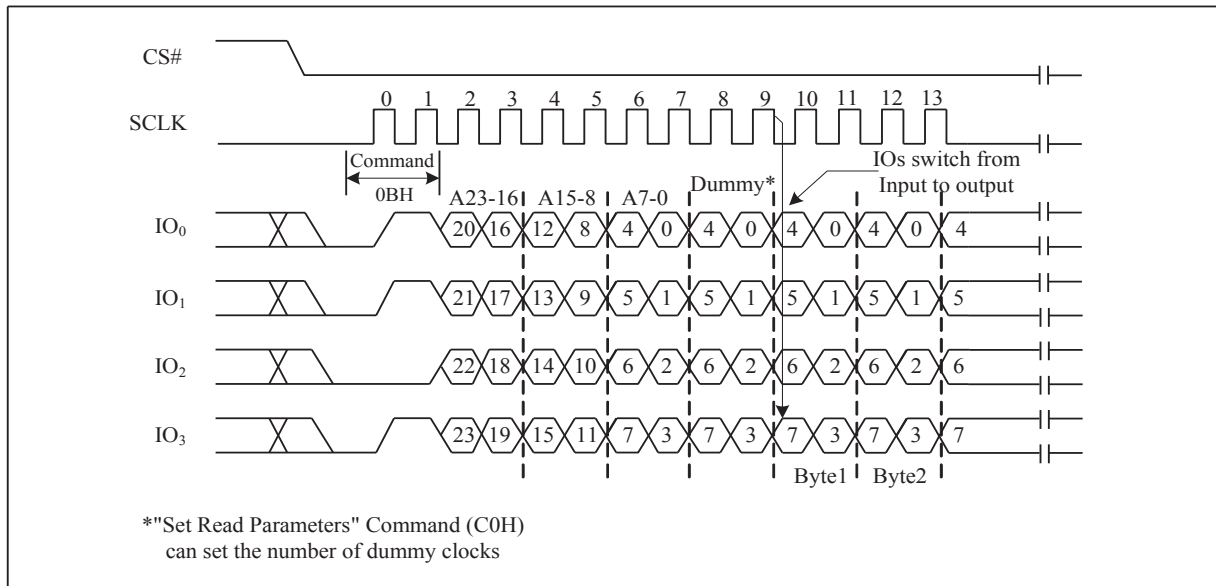 CS#
0 1 2 3 4 5 6 7 8 9 10 11 12 13
SCLK
Command
0BH
IOs switch from
Input to output
A23-16 A15-8 A7-0 Dummy*
IO0 20 16 12 8 4 0 4 0 4 0 4 0 4
IO1 21 17 13 9 5 1 5 1 5 1 5 1 5
IO2 22 18 14 10 6 2 6 2 6 2 6 2 6
IO3 23 19 15 11 7 3 7 3 7 3 7 3 7
Byte1 Byte2
*"Set Read Parameters" Command (C0H)
can set the number of dummy clocks